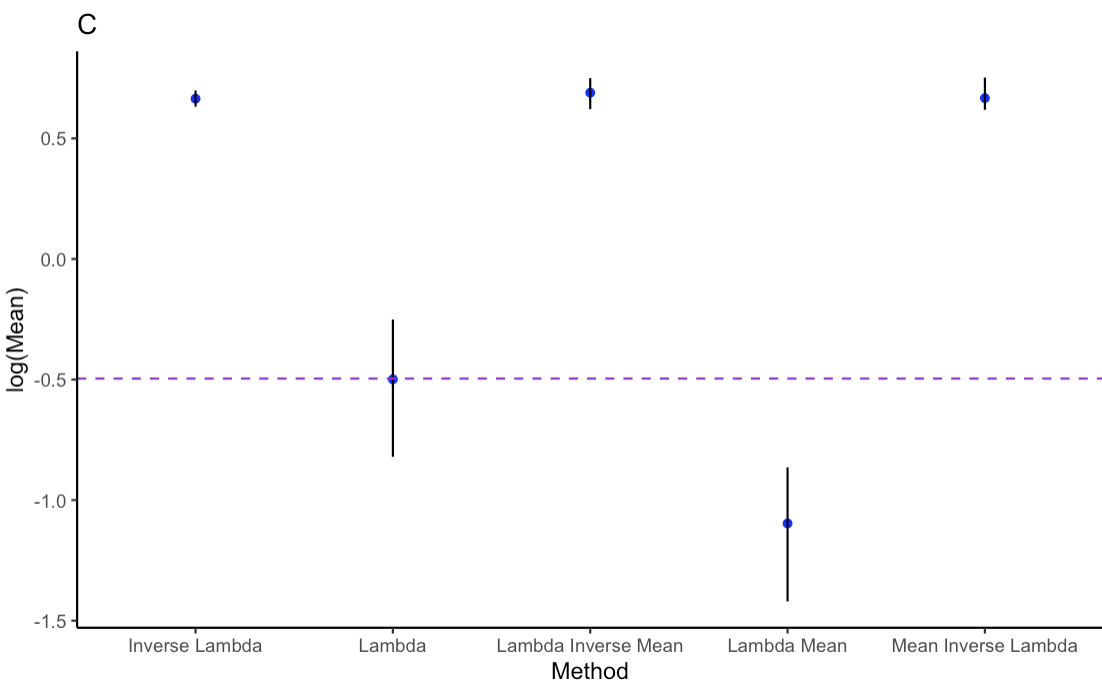 C
log(Mean)
0.5
0.0
-0.5
-1.0
-1.5
Inverse Lambda
Lambda
Lambda Inverse Mean
Lambda Mean
Mean Inverse Lambda
Method